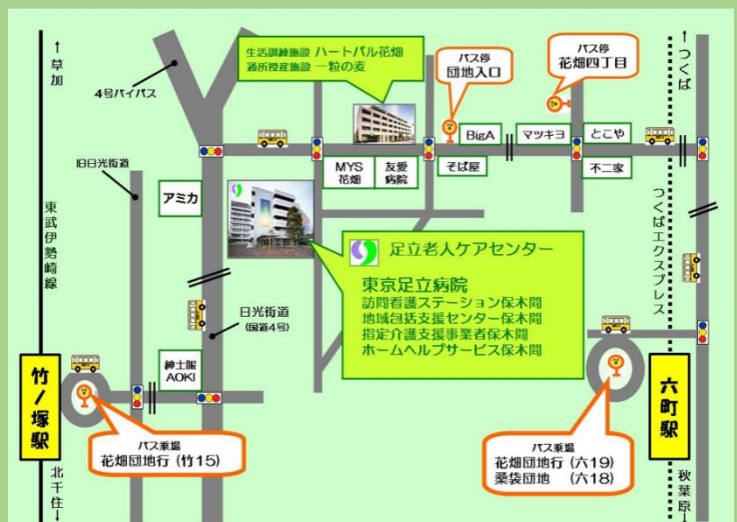 ↑草加
4号バイパス
旧日光街道
東武伊勢崎線
竹ノ塚駅
北千住↓
生活訓練施設 ハートパル花畑
通所授産施設 一粒の麦
バス停
団地入口
バス停
花畑四丁目
↑つくば
BigA
マツキヨ
とこや
MYS
花畑
友愛
病院
そば屋
不二家
アミカ
足立老人ケアセンター
東京足立病院
訪問看護ステーション保木間
地域包括支援センター保木間
指定介護支援事業者保木間
ホームヘルプサービス保木間
日光街道
(国道4号)
紳士服
AOKI
つくばエクスプレス
六町駅
秋葉原↓
バス乗場
花畑団地行(竹15)
バス乗場
花畑団地行(六19)
桑袋団地 (六18)